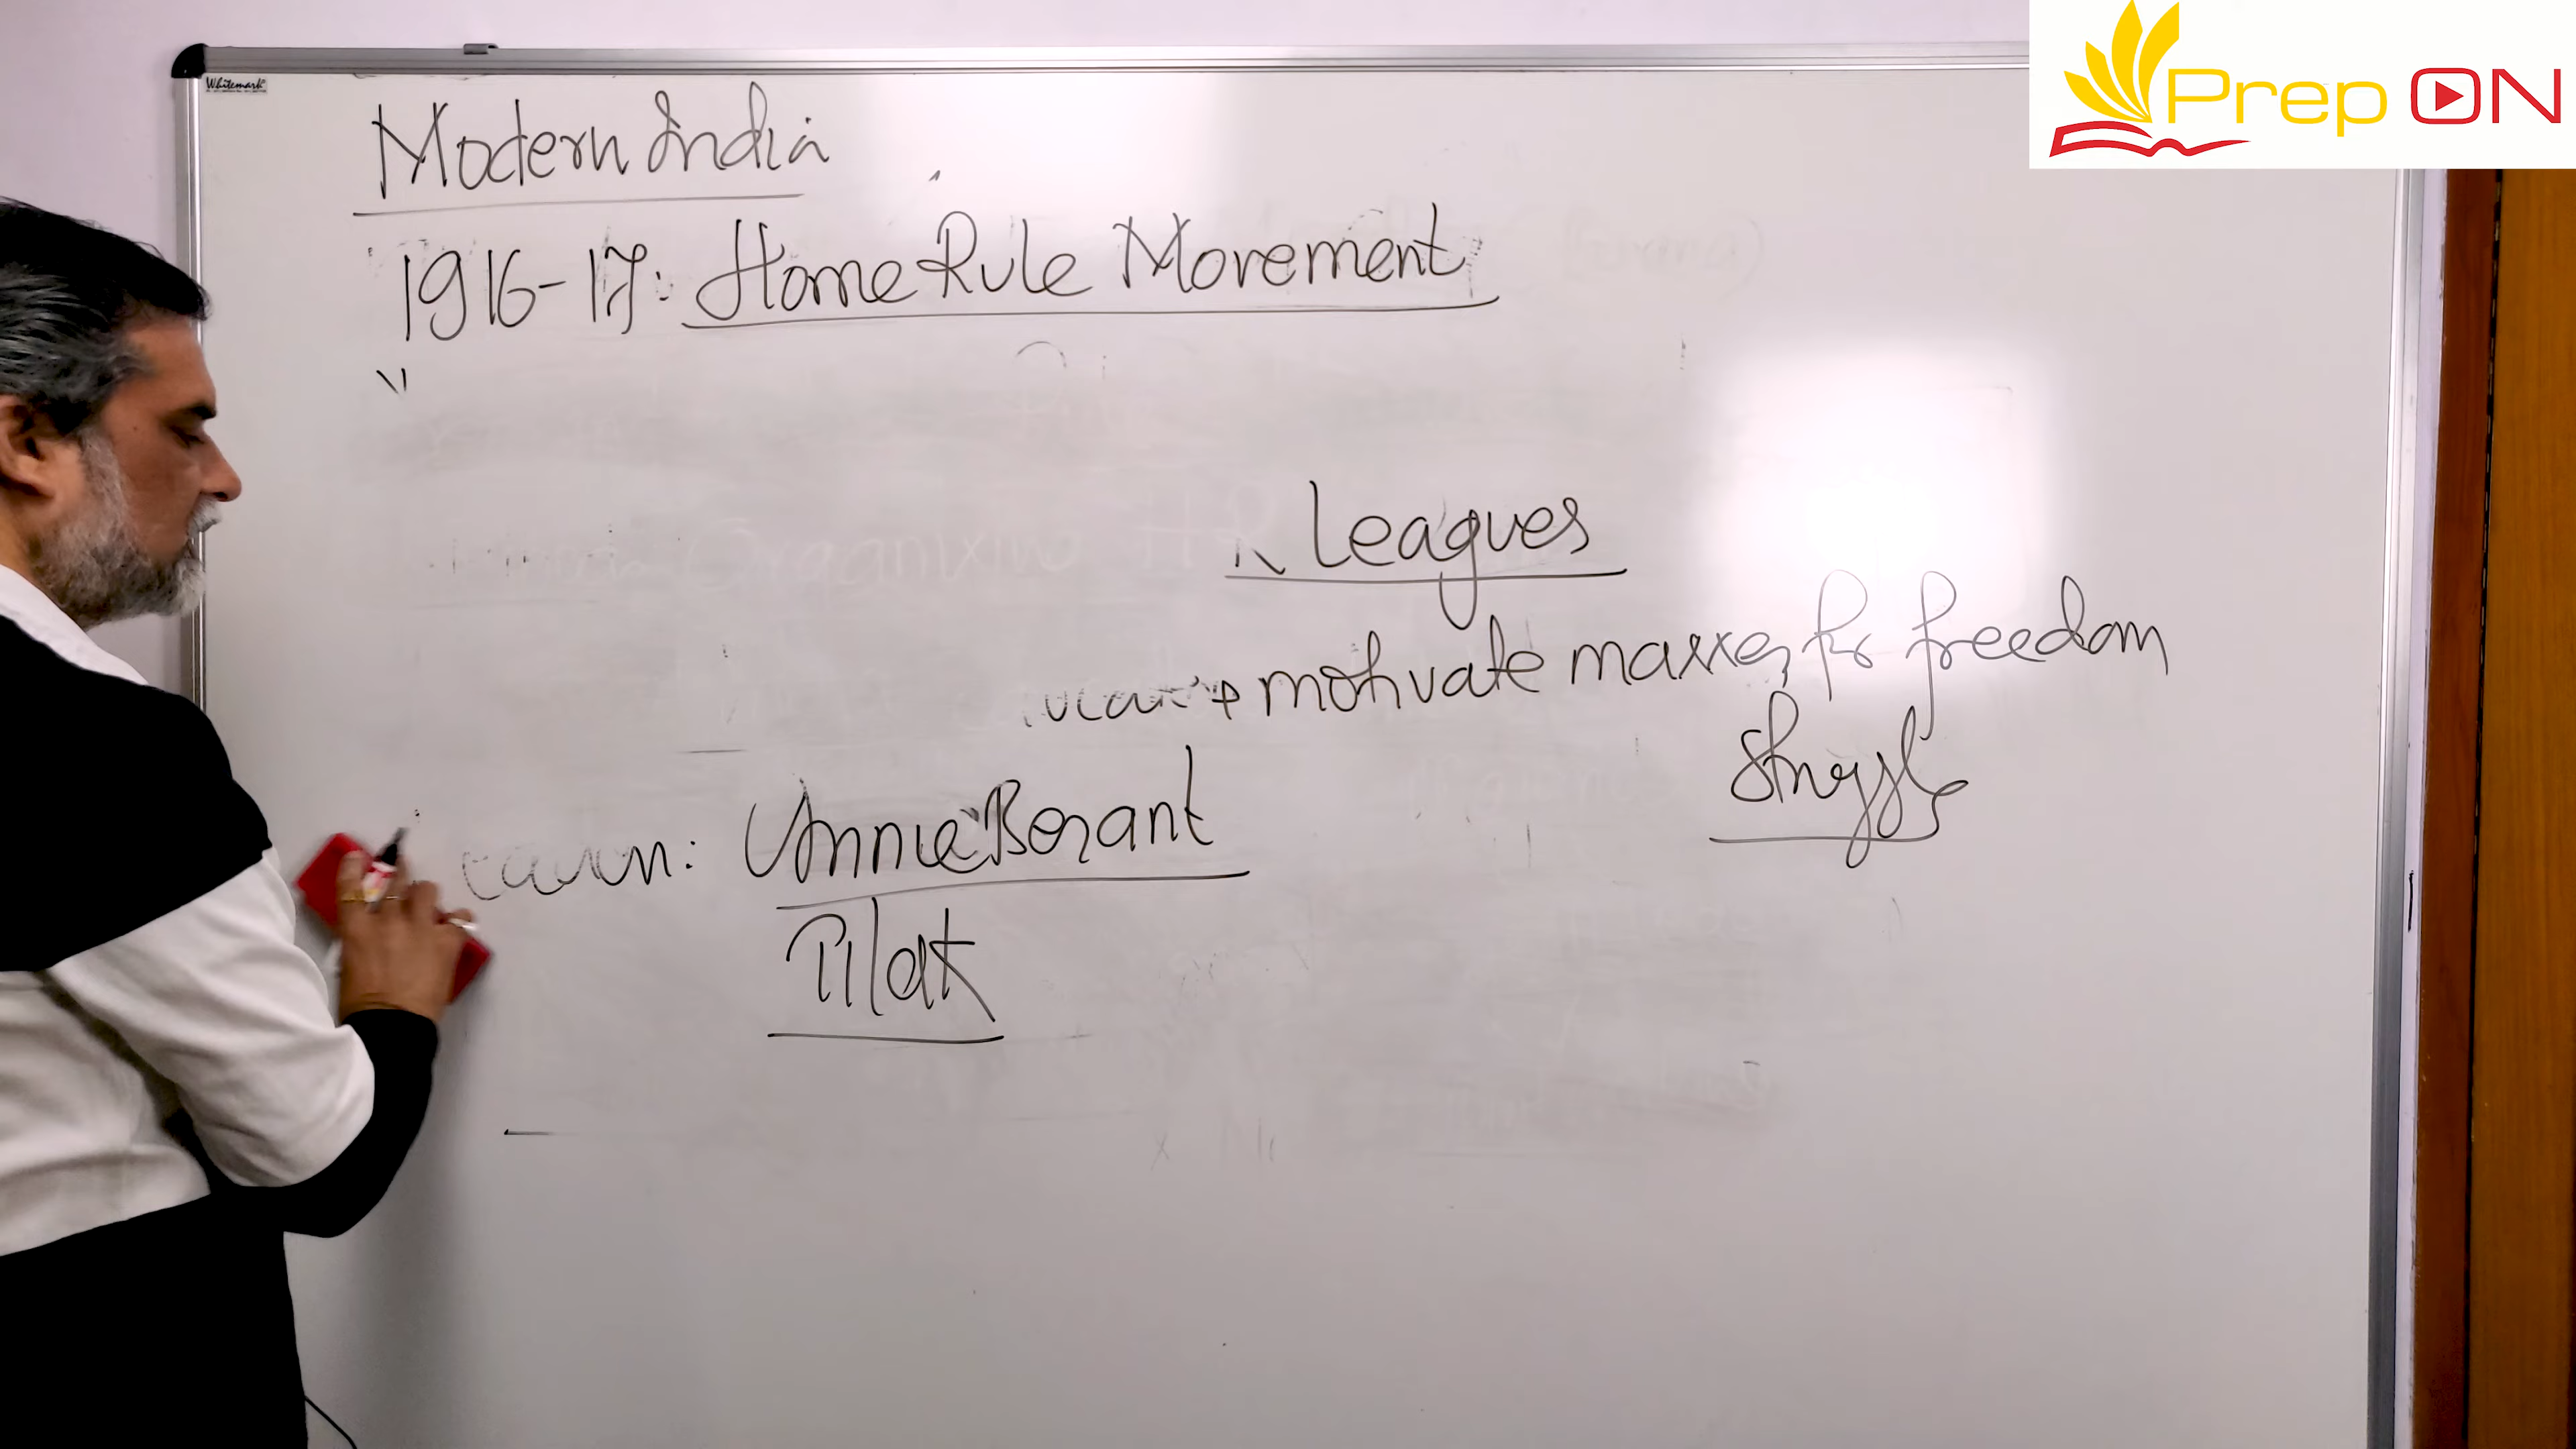 Prep ON
Whitemark
Modern India
1916-17: Home Rule Movement
R Leagues
+ motivate masses for freedom
struggle
Annie Besant
Tilak